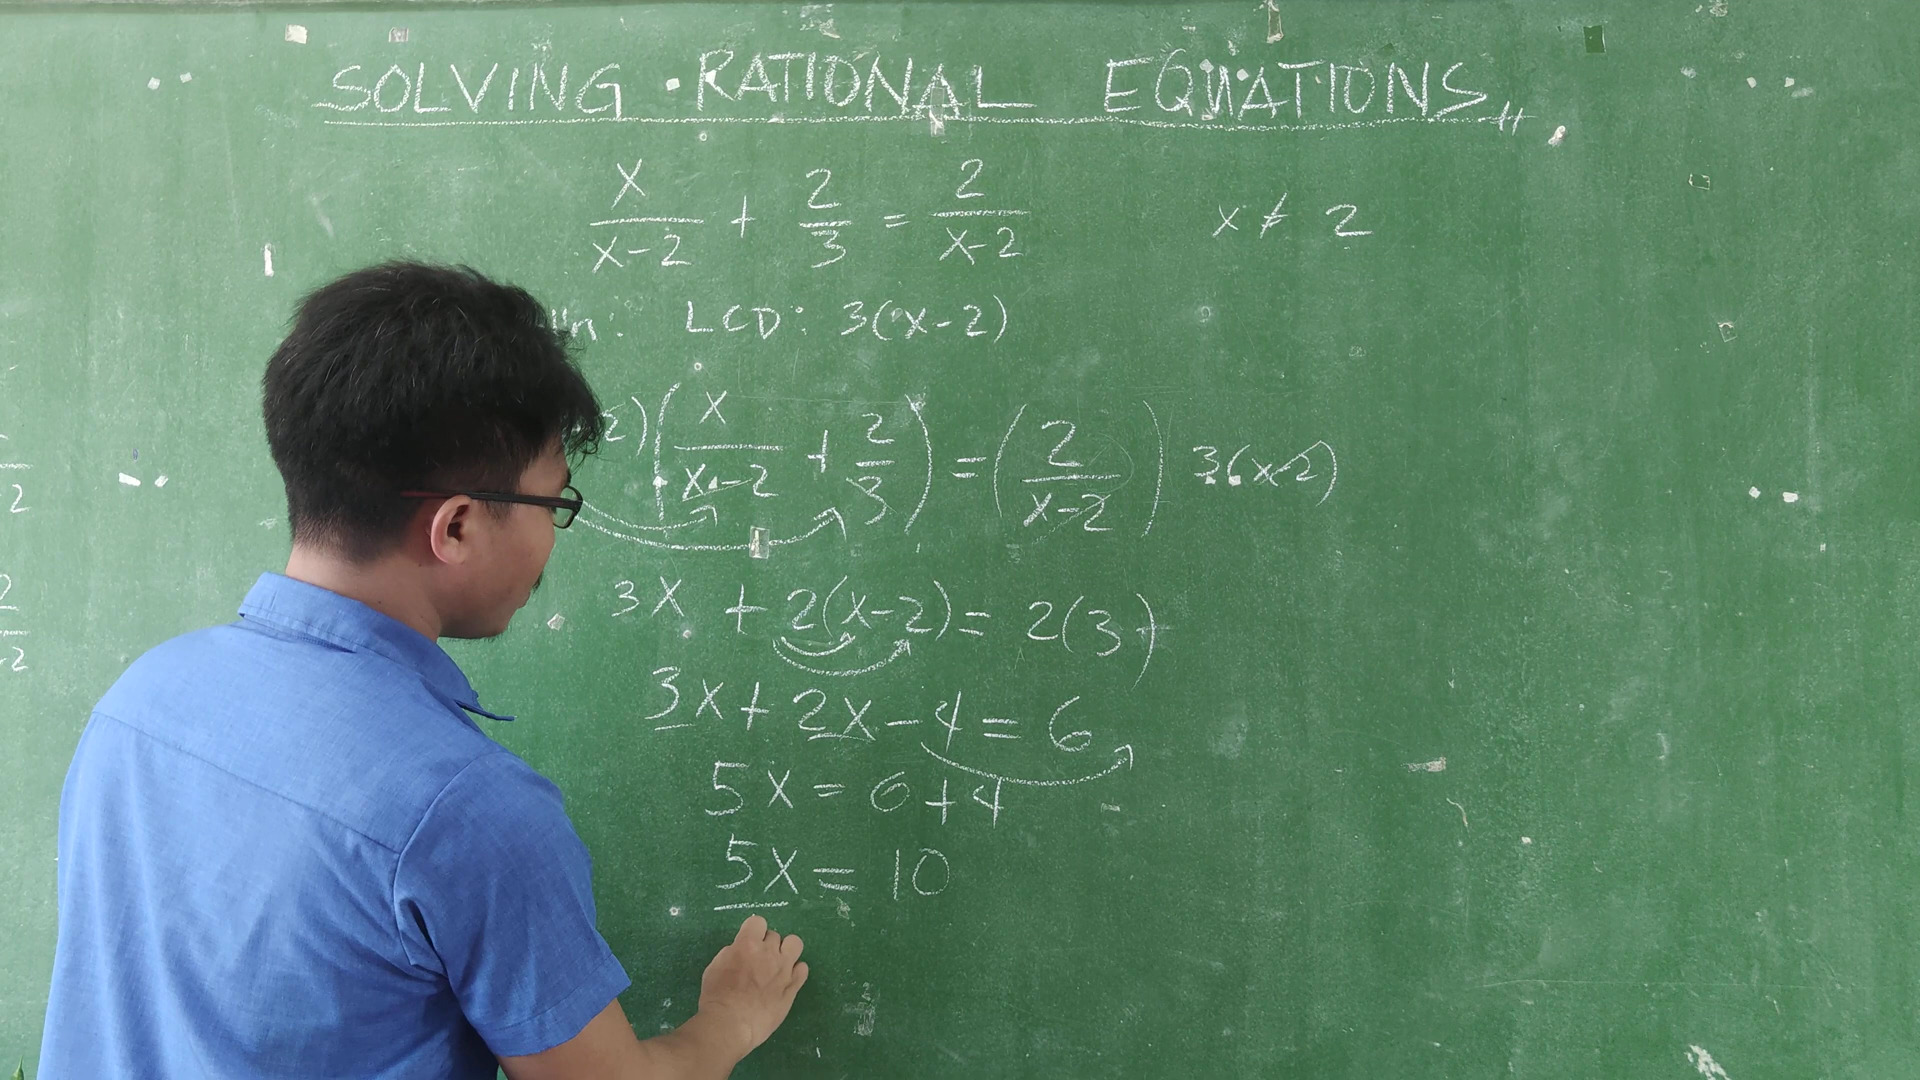 SOLVING RATIONAL EQUATIONS
x/(x-2) + 2/3 = 2/(x-2)    x ≠ 2
LCD: 3(x-2)
2)(x/(x-2) + 2/3) = (2/(x-2)) 3(x-2)
3x + 2(x-2) = 2(3)
3x + 2x - 4 = 6
5x = 6 + 4
5x = 10